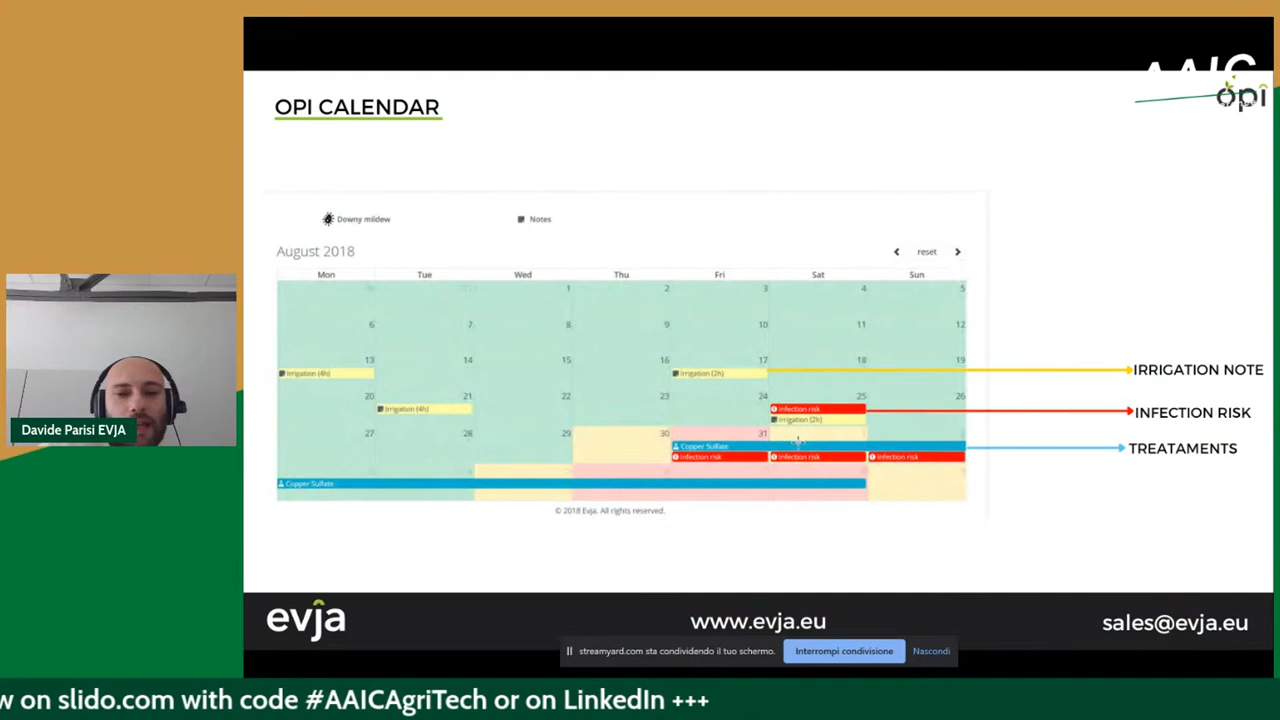 AAIC
opi
OPI CALENDAR
Downy mildew
Notes
August 2018
reset
Mon Tue Wed Thu Fri Sat Sun
1 2 3 4 5
6 7 8 9 10 11 12
13 14 15 16 17 18 19
Irrigation (4h) Irrigation (2h)
IRRIGATION NOTE
20 21 22 23 24 25 26
Irrigation (4h) Infection risk
INFECTION RISK
Irrigation (2h)
27 28 29 30 31 1
Copper Sulfate
TREATAMENTS
Infection risk Infection risk Infection risk
Copper Sulfate
© 2018 Evja. All rights reserved.
Davide Parisi EVJA
evja
www.evja.eu
sales@evja.eu
streamyard.com sta condividendo il tuo schermo.
Interrompi condivisione
Nascondi
w on slido.com with code #AAICAgriTech or on LinkedIn +++